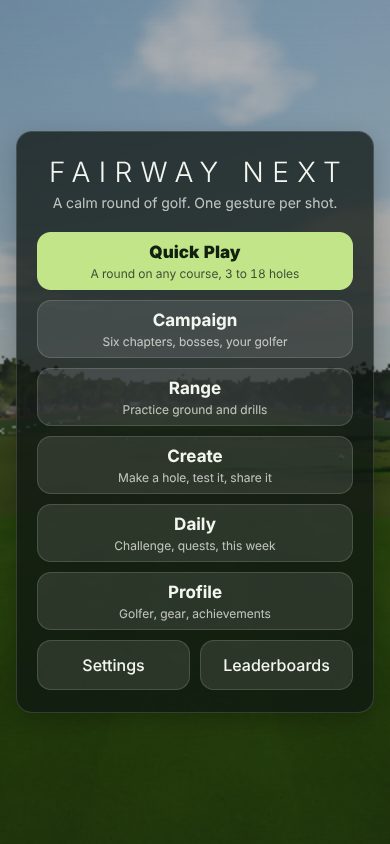 FAIRWAY NEXT
A calm round of golf. One gesture per shot.
Quick Play
A round on any course, 3 to 18 holes
Campaign
Six chapters, bosses, your golfer
Range
Practice ground and drills
Create
Make a hole, test it, share it
Daily
Challenge, quests, this week
Profile
Golfer, gear, achievements
Settings
Leaderboards